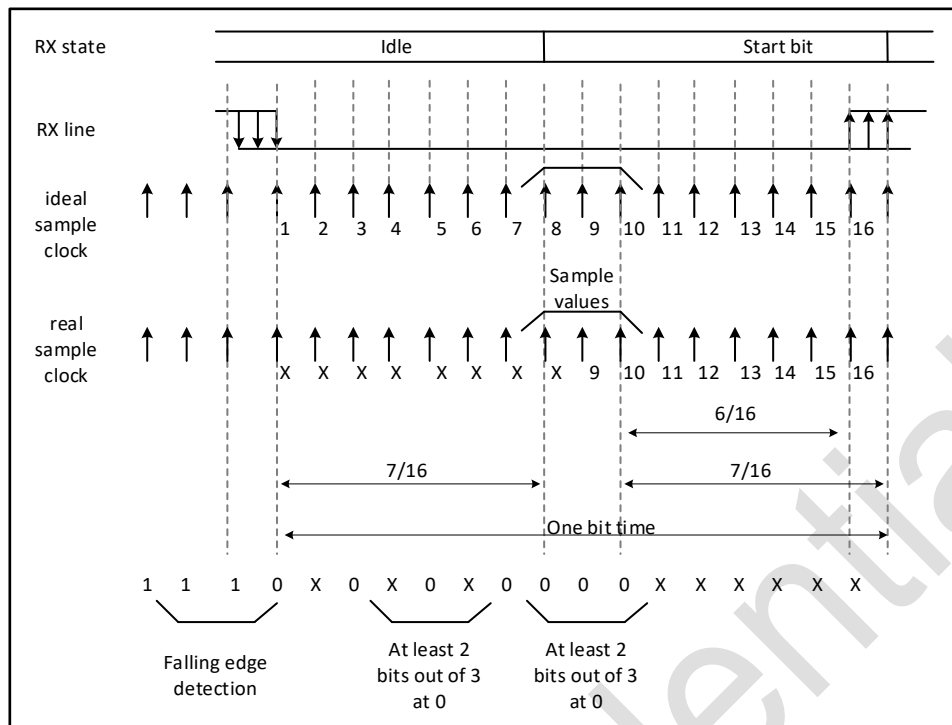 RX state
Idle
Start bit
RX line
ideal
sample
clock
1 2 3 4 5 6 7 8 9 10 11 12 13 14 15 16
Sample
values
real
sample
clock
X X X X X X X X 9 10 11 12 13 14 15 16
6/16
7/16
7/16
One bit time
1 1 1 0 X 0 X 0 X 0 0 0 0 X X X X X X
Falling edge
detection
At least 2
bits out of 3
at 0
At least 2
bits out of 3
at 0